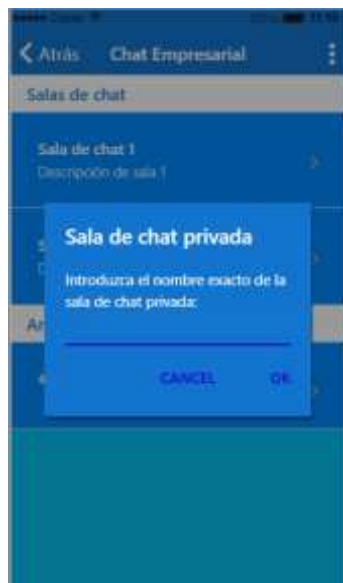 Atrás Chat Empresarial
Salas de chat
Sala de chat 1
Descripción de sala 1
Sala de chat privada
Introduzca el nombre exacto de la
sala de chat privada:
CANCEL OK